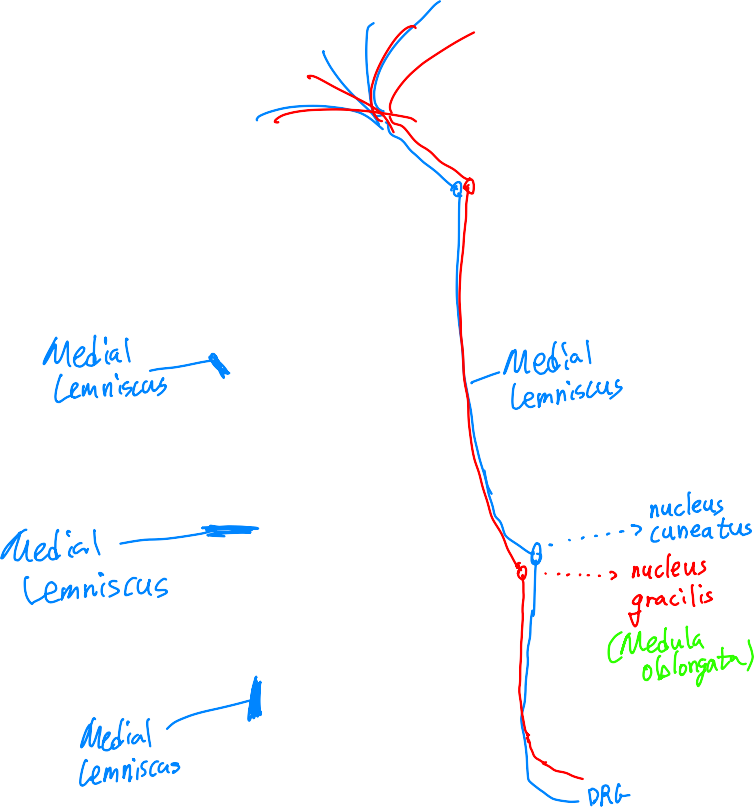 Medial
Lemniscus
Medial
Lemniscus
nucleus
cuneatus
Medial
Lemniscus
nucleus
gracilis
(Medula
oblongata)
Medial
Lemniscus
DRG